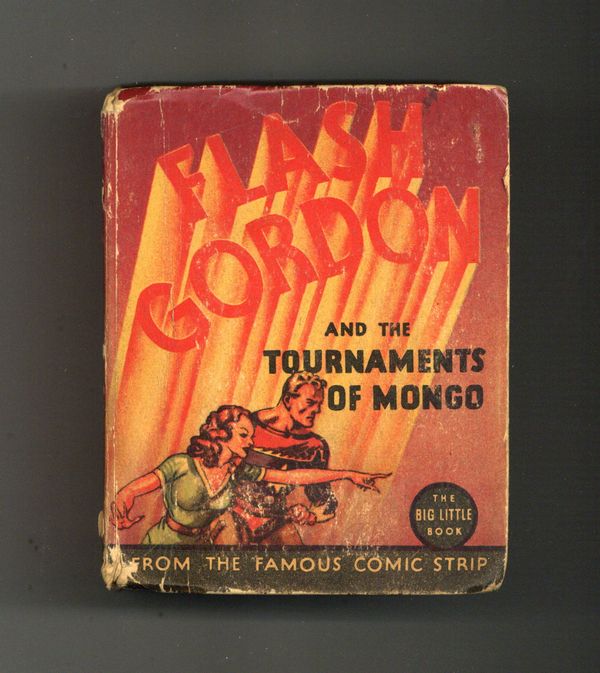 FLASH
GORDON
AND THE
TOURNAMENTS
OF MONGO
THE
BIG LITTLE
BOOK
FROM THE FAMOUS COMIC STRIP